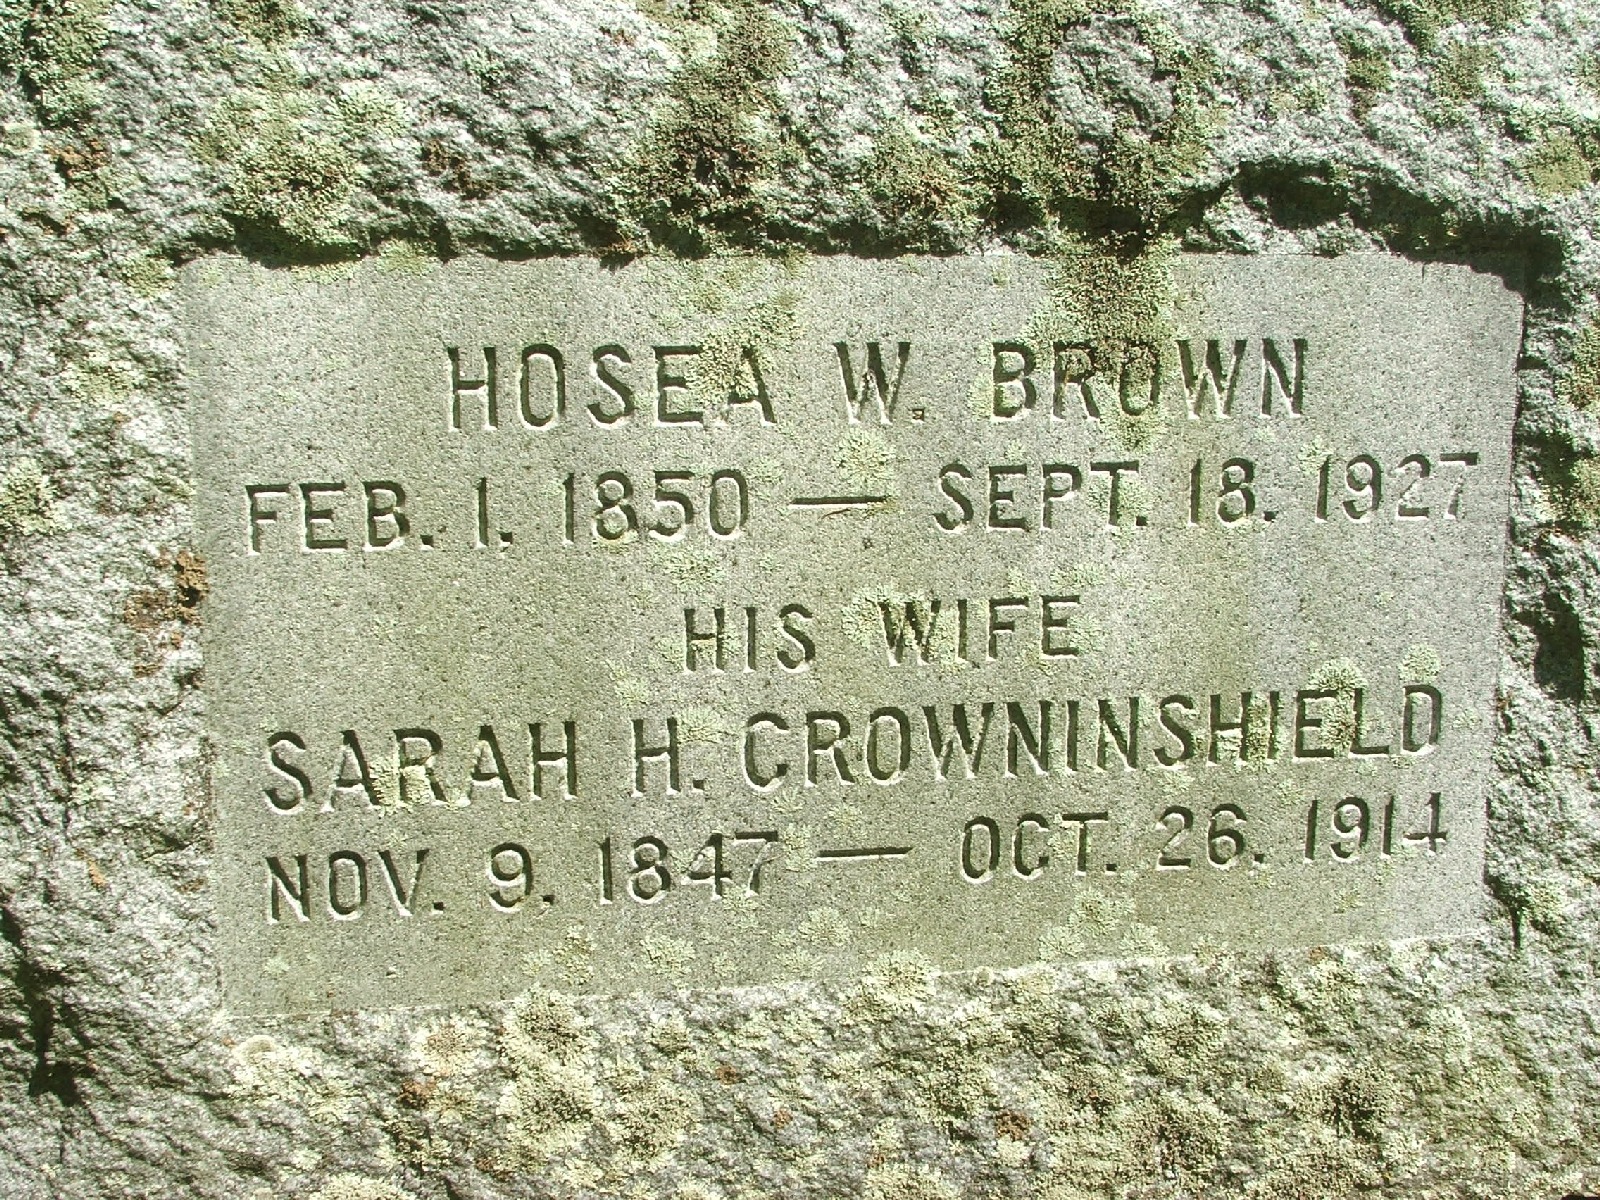 HOSEA W. BROWN
FEB. 1. 1850 — SEPT. 18. 1927
HIS WIFE
SARAH H. CROWNINSHIELD
NOV. 9. 1847 — OCT. 26. 1914